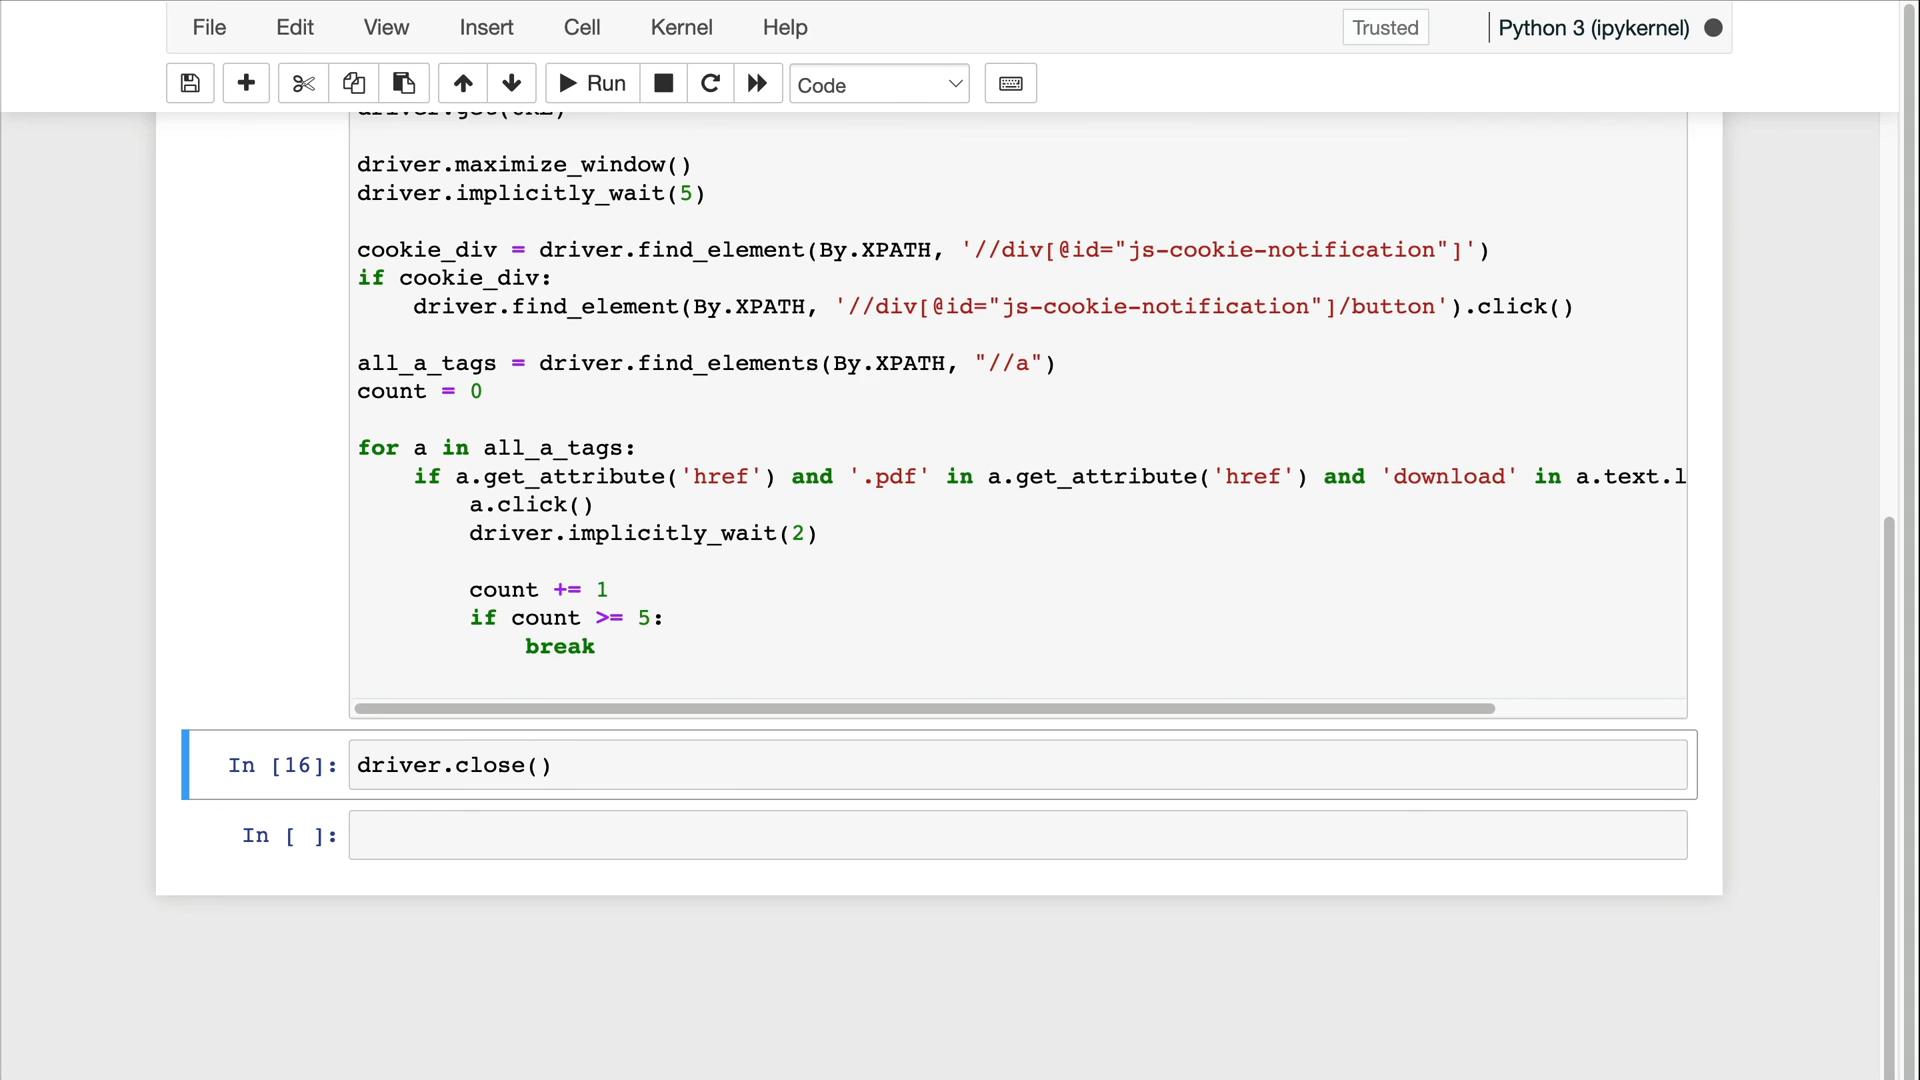 File Edit View Insert Cell Kernel Help Trusted Python 3 (ipykernel)
Run Code
driver.maximize_window()
driver.implicitly_wait(5)
cookie_div = driver.find_element(By.XPATH, '//div[@id="js-cookie-notification"]')
if cookie_div:
    driver.find_element(By.XPATH, '//div[@id="js-cookie-notification"]/button').click()
all_a_tags = driver.find_elements(By.XPATH, "//a")
count = 0
for a in all_a_tags:
    if a.get_attribute('href') and '.pdf' in a.get_attribute('href') and 'download' in a.text.l
        a.click()
        driver.implicitly_wait(2)
        count += 1
        if count >= 5:
            break
In [16]: driver.close()
In [ ]: